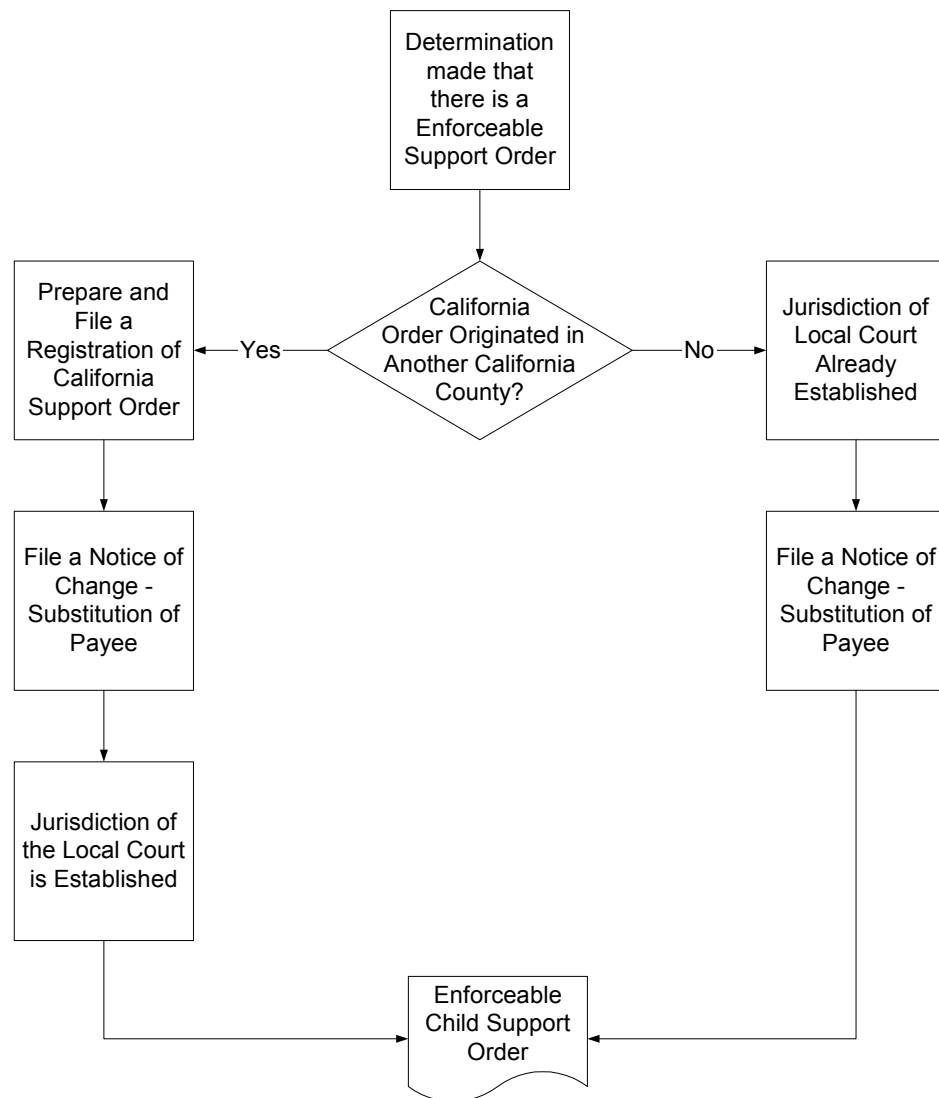 Determination
made that
there is a
Enforceable
Support Order
California
Order Originated in
Another California
County?
Yes
No
Prepare and
File a
Registration of
California
Support Order
Jurisdiction of
Local Court
Already
Established
File a Notice of
Change -
Substitution of
Payee
File a Notice of
Change -
Substitution of
Payee
Jurisdiction of
the Local Court
is Established
Enforceable
Child Support
Order